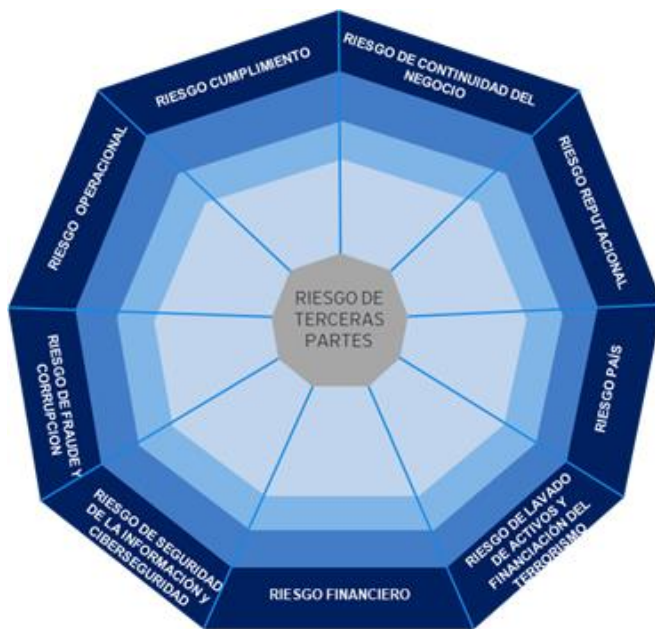 RIESGO CUMPLIMIENTO
RIESGO DE CONTINUIDAD DEL
NEGOCIO
RIESGO OPERACIONAL
RIESGO REPUTACIONAL
RIESGO DE
TERCERAS
PARTES
RIESGO DE FRAUDE Y
CORRUPCION
RIESGO PAÍS
RIESGO DE SEGURIDAD
DE LA INFORMACIÓN y
CIBERSEGURIDAD
RIESGO FINANCIERO
RIESGO DE LAVADO
DE ACTIVOS Y
FINANCIACIÓN DEL
TERRORISMO